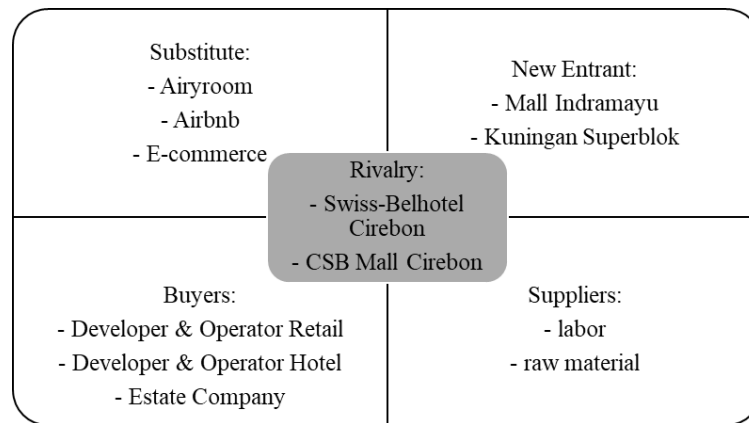 Substitute:
- Airyroom
- Airbnb
- E-commerce
New Entrant:
- Mall Indramayu
- Kuningan Superblok
Rivalry:
- Swiss-Belhotel
Cirebon
- CSB Mall Cirebon
Buyers:
- Developer & Operator Retail
- Developer & Operator Hotel
- Estate Company
Suppliers:
- labor
- raw material